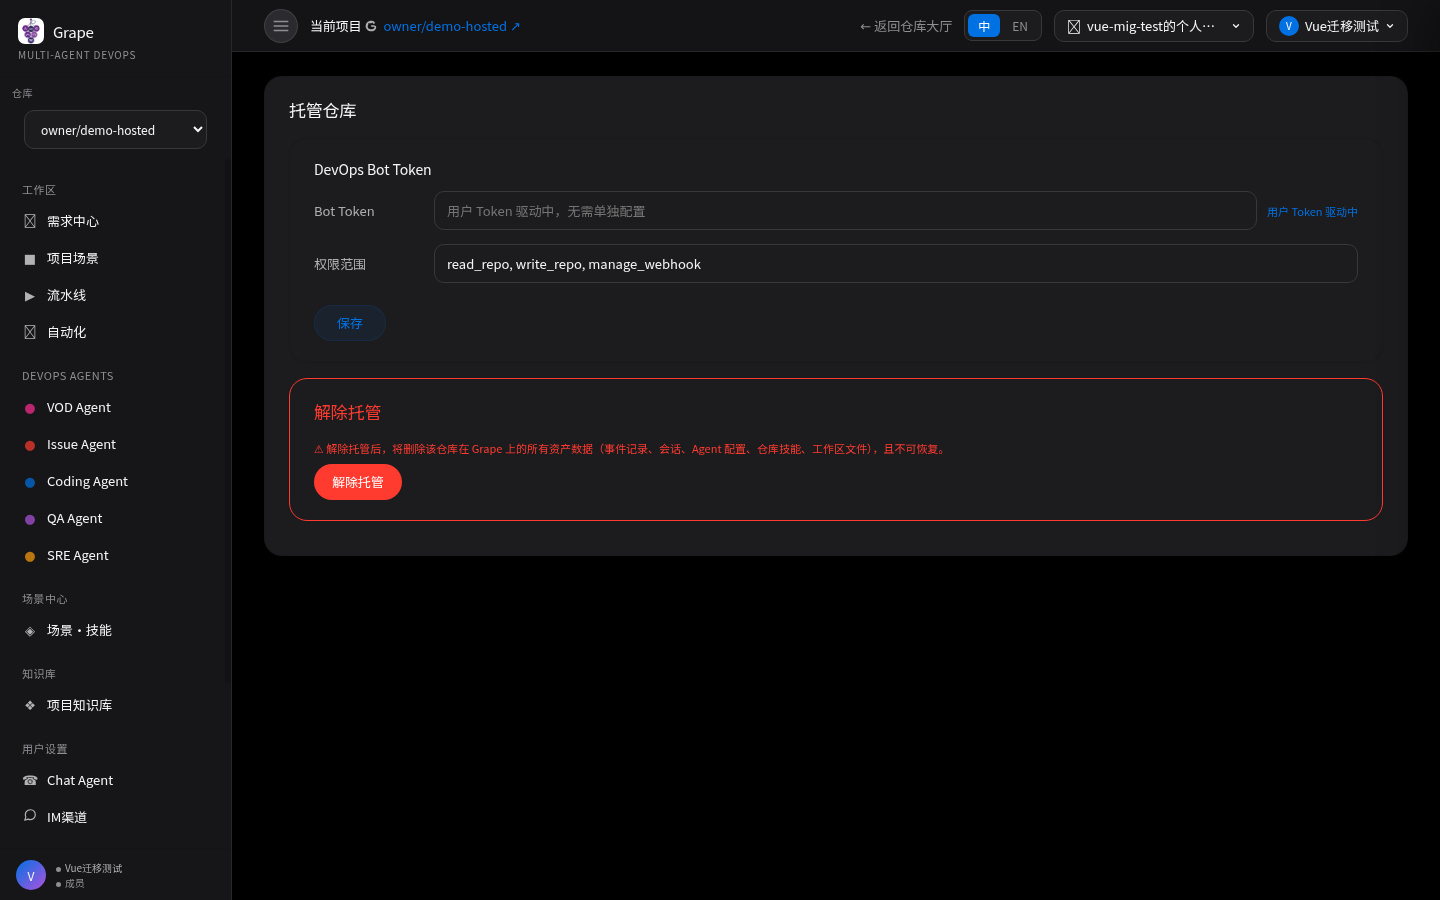 Grape
MULTI-AGENT DEVOPS
仓库
owner/demo-hosted
工作区
需求中心
项目场景
流水线
自动化
DEVOPS AGENTS
VOD Agent
Issue Agent
Coding Agent
QA Agent
SRE Agent
场景中心
场景·技能
知识库
项目知识库
用户设置
Chat Agent
IM渠道
V
Vue迁移测试
成员
当前项目 owner/demo-hosted ↗
← 返回仓库大厅
中 EN
vue-mig-test的个人…
V Vue迁移测试
托管仓库
DevOps Bot Token
Bot Token 用户 Token 驱动中，无需单独配置 用户 Token 驱动中
权限范围 read_repo, write_repo, manage_webhook
保存
解除托管
⚠ 解除托管后，将删除该仓库在 Grape 上的所有资产数据（事件记录、会话、Agent 配置、仓库技能、工作区文件），且不可恢复。
解除托管